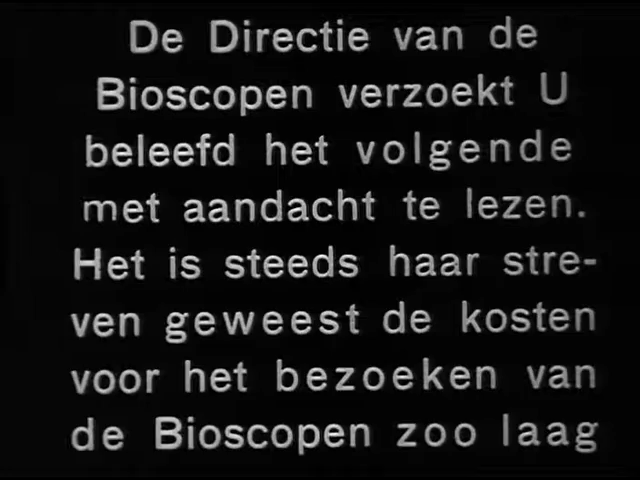 De Directie van de
Bioscopen verzoekt U
beleefd het volgende
met aandacht te lezen.
Het is steeds haar stre-
ven geweest de kosten
voor het bezoeken van
de Bioscopen zoo laag